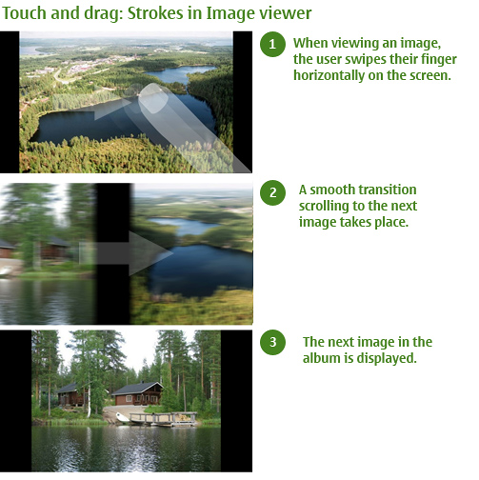 Touch and drag: Strokes in Image viewer
1
When viewing an image,
the user swipes their finger
horizontally on the screen.
2
A smooth transition
scrolling to the next
image takes place.
3
The next image in the
album is displayed.